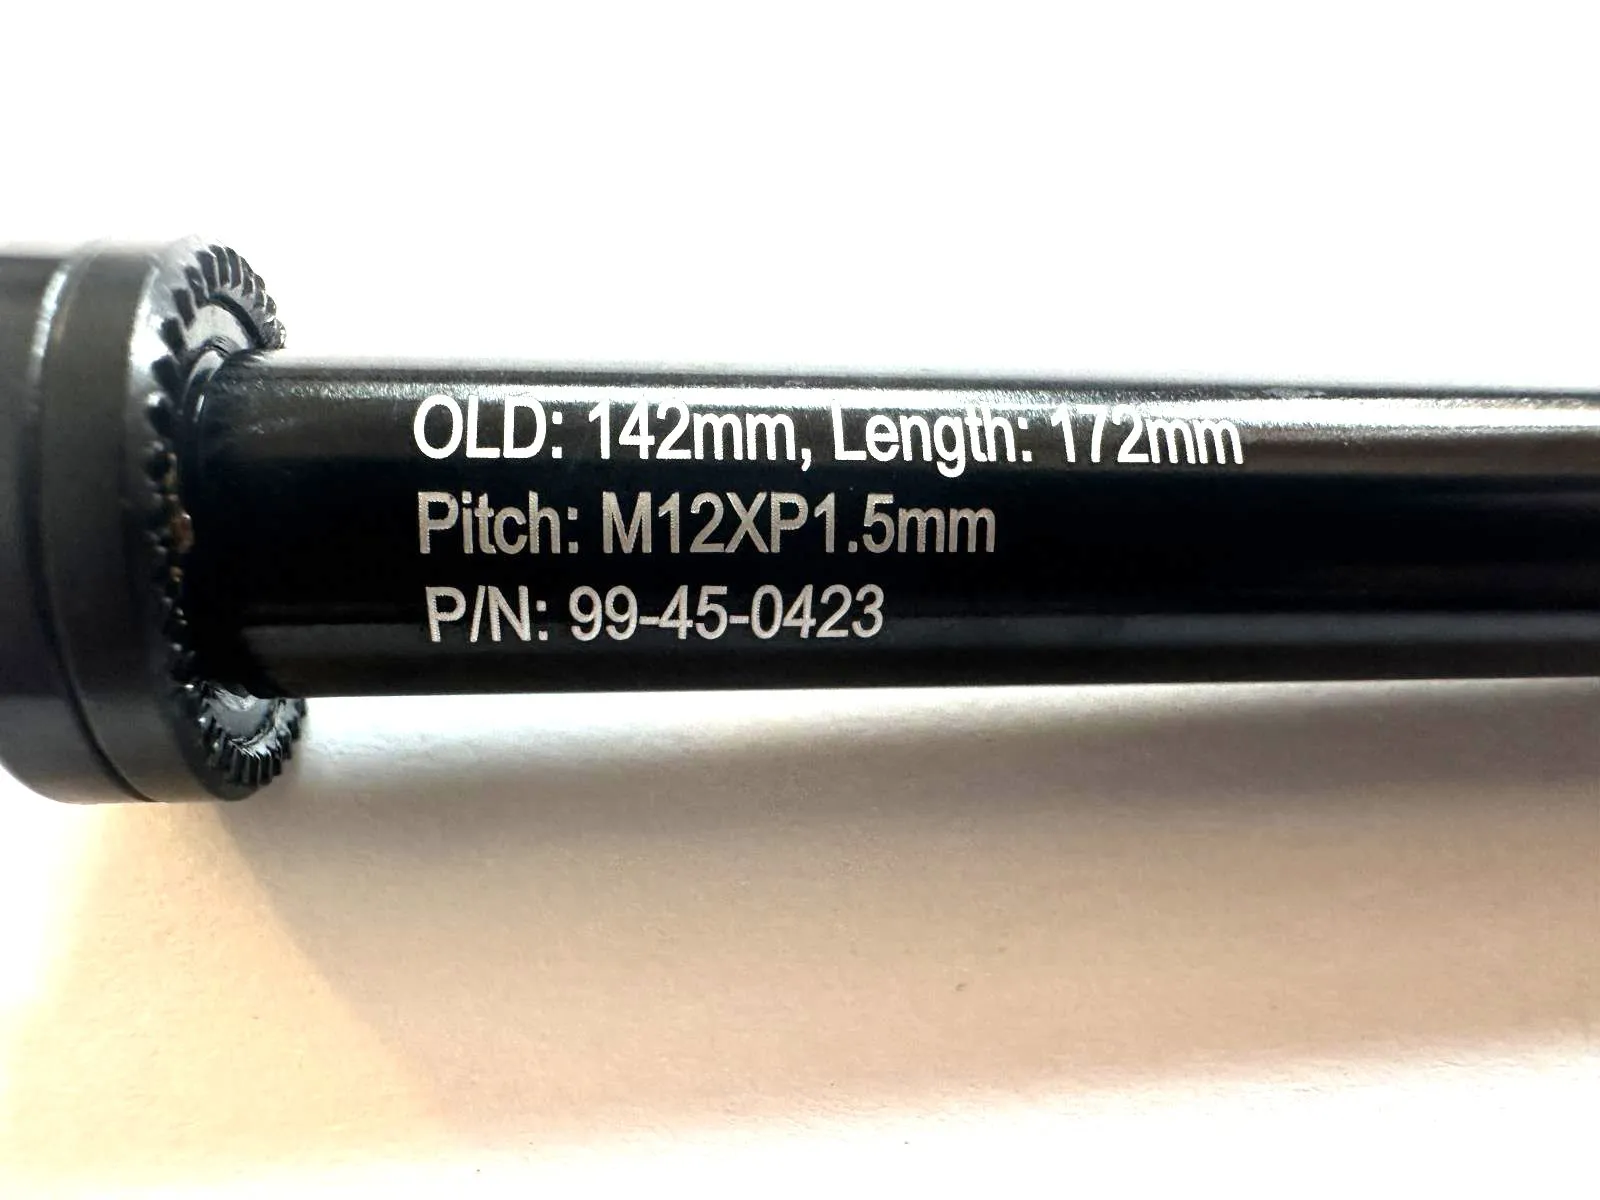 OLD: 142mm, Length: 172mm
Pitch: M12XP1.5mm
P/N: 99-45-0423